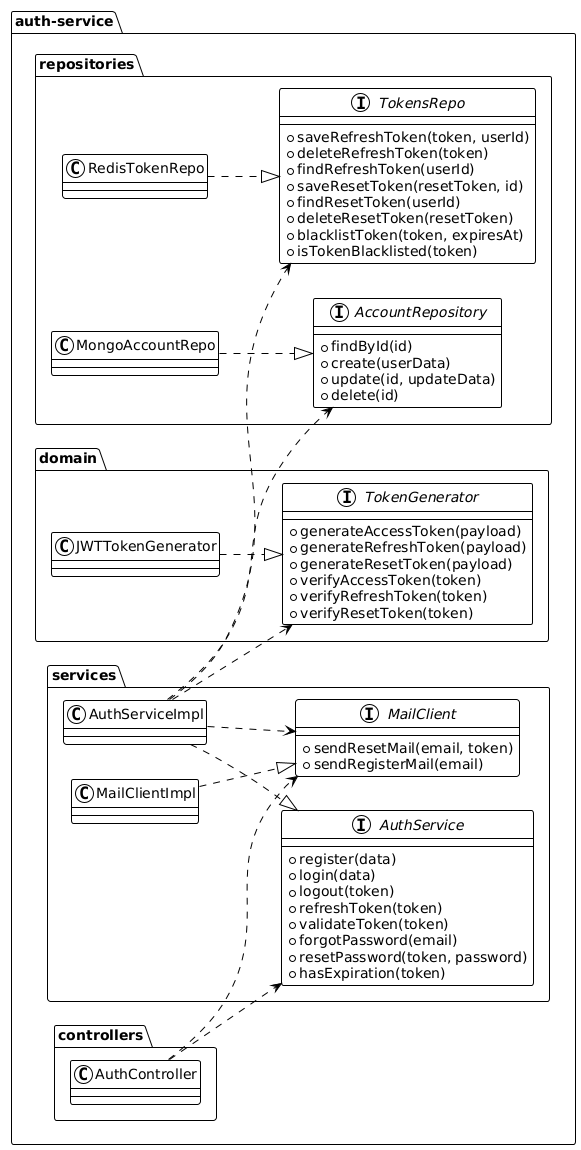 auth-service
repositories
I TokensRepo
saveRefreshToken(token, userId)
deleteRefreshToken(token)
findRefreshToken(userId)
saveResetToken(resetToken, id)
findResetToken(userId)
deleteResetToken(resetToken)
blacklistToken(token, expiresAt)
isTokenBlacklisted(token)
C RedisTokenRepo
I AccountRepository
findById(id)
create(userData)
update(id, updateData)
delete(id)
C MongoAccountRepo
domain
I TokenGenerator
generateAccessToken(payload)
generateRefreshToken(payload)
generateResetToken(payload)
verifyAccessToken(token)
verifyRefreshToken(token)
verifyResetToken(token)
C JWTTokenGenerator
services
C AuthServiceImpl
I MailClient
sendResetMail(email, token)
sendRegisterMail(email)
C MailClientImpl
I AuthService
register(data)
login(data)
logout(token)
refreshToken(token)
validateToken(token)
forgotPassword(email)
resetPassword(token, password)
hasExpiration(token)
controllers
C AuthController